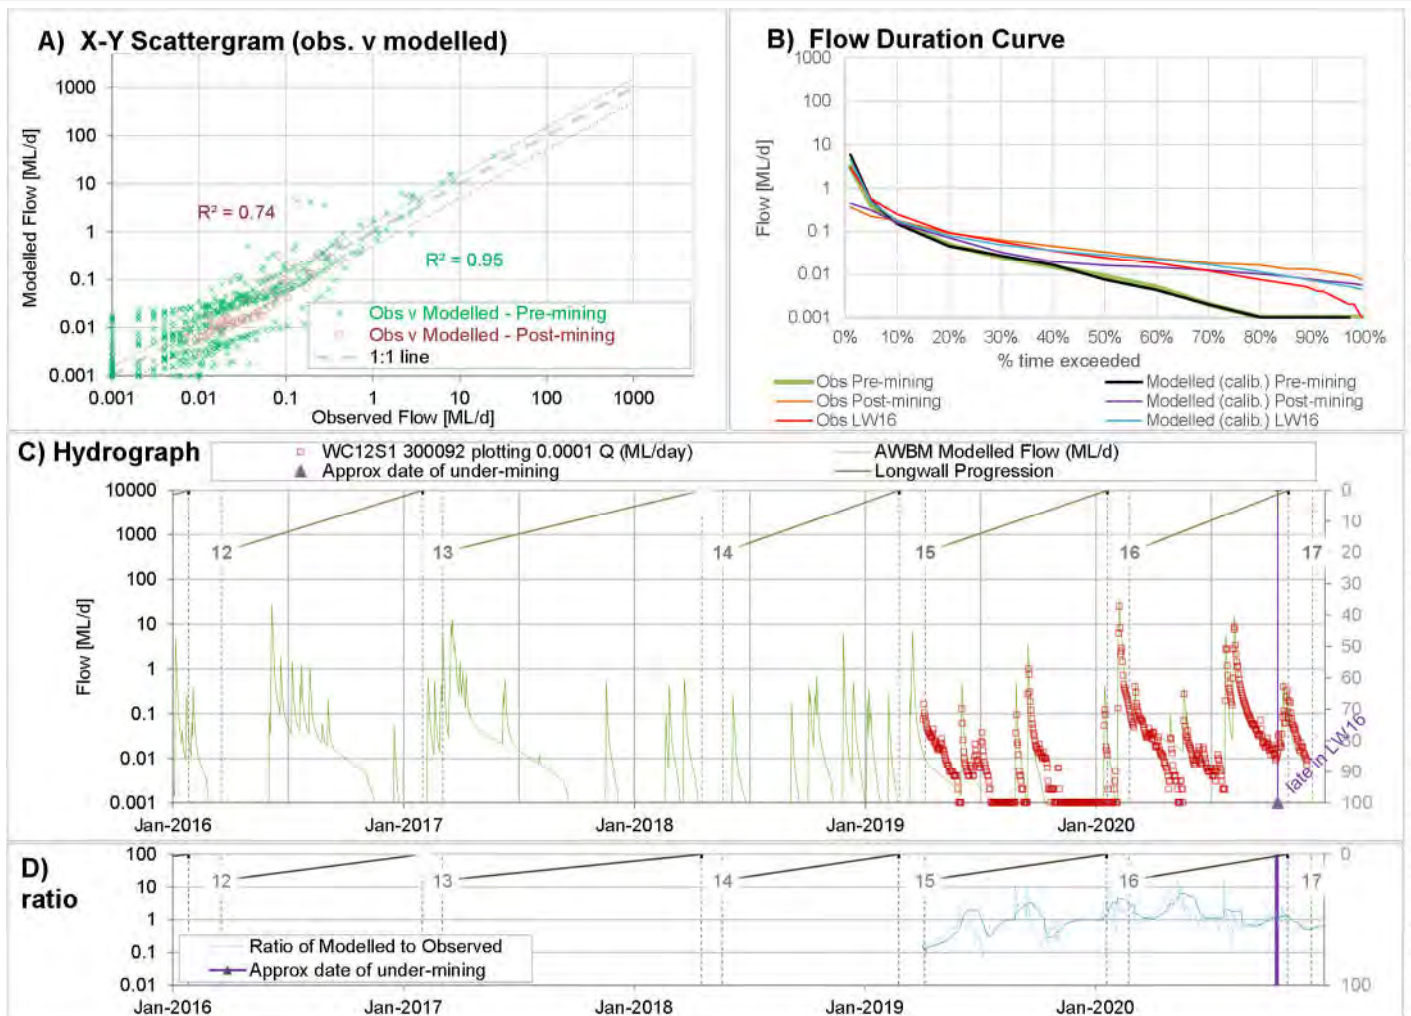 A) X-Y Scattergram (obs. v modelled)
Modelled Flow [ML/d]
1000
100
10
1
0.1
0.01
0.001
R² = 0.74
R² = 0.95
Obs v Modelled - Pre-mining
Obs v Modelled - Post-mining
1:1 line
0.001 0.01 0.1 1 10 100 1000
Observed Flow [ML/d]
B) Flow Duration Curve
Flow [ML/d]
1000
100
10
1
0.1
0.01
0.001
0% 10% 20% 30% 40% 50% 60% 70% 80% 90% 100%
% time exceeded
Obs Pre-mining Modelled (calib.) Pre-mining
Obs Post-mining Modelled (calib.) Post-mining
Obs LW16 Modelled (calib.) LW16
C) Hydrograph
WC12S1 300092 plotting 0.0001 Q (ML/day) AWBM Modelled Flow (ML/d)
Approx date of under-mining Longwall Progression
Flow [ML/d]
10000
1000
100
10
1
0.1
0.01
0.001
12 13 14 15 16 17
0
10
20
30
40
50
60
70
80
90
100
late in LW16
Jan-2016 Jan-2017 Jan-2018 Jan-2019 Jan-2020
D)
ratio
100
10
1
0.1
0.01
12 13 14 15 16 17
0
100
Ratio of Modelled to Observed
Approx date of under-mining
Jan-2016 Jan-2017 Jan-2018 Jan-2019 Jan-2020